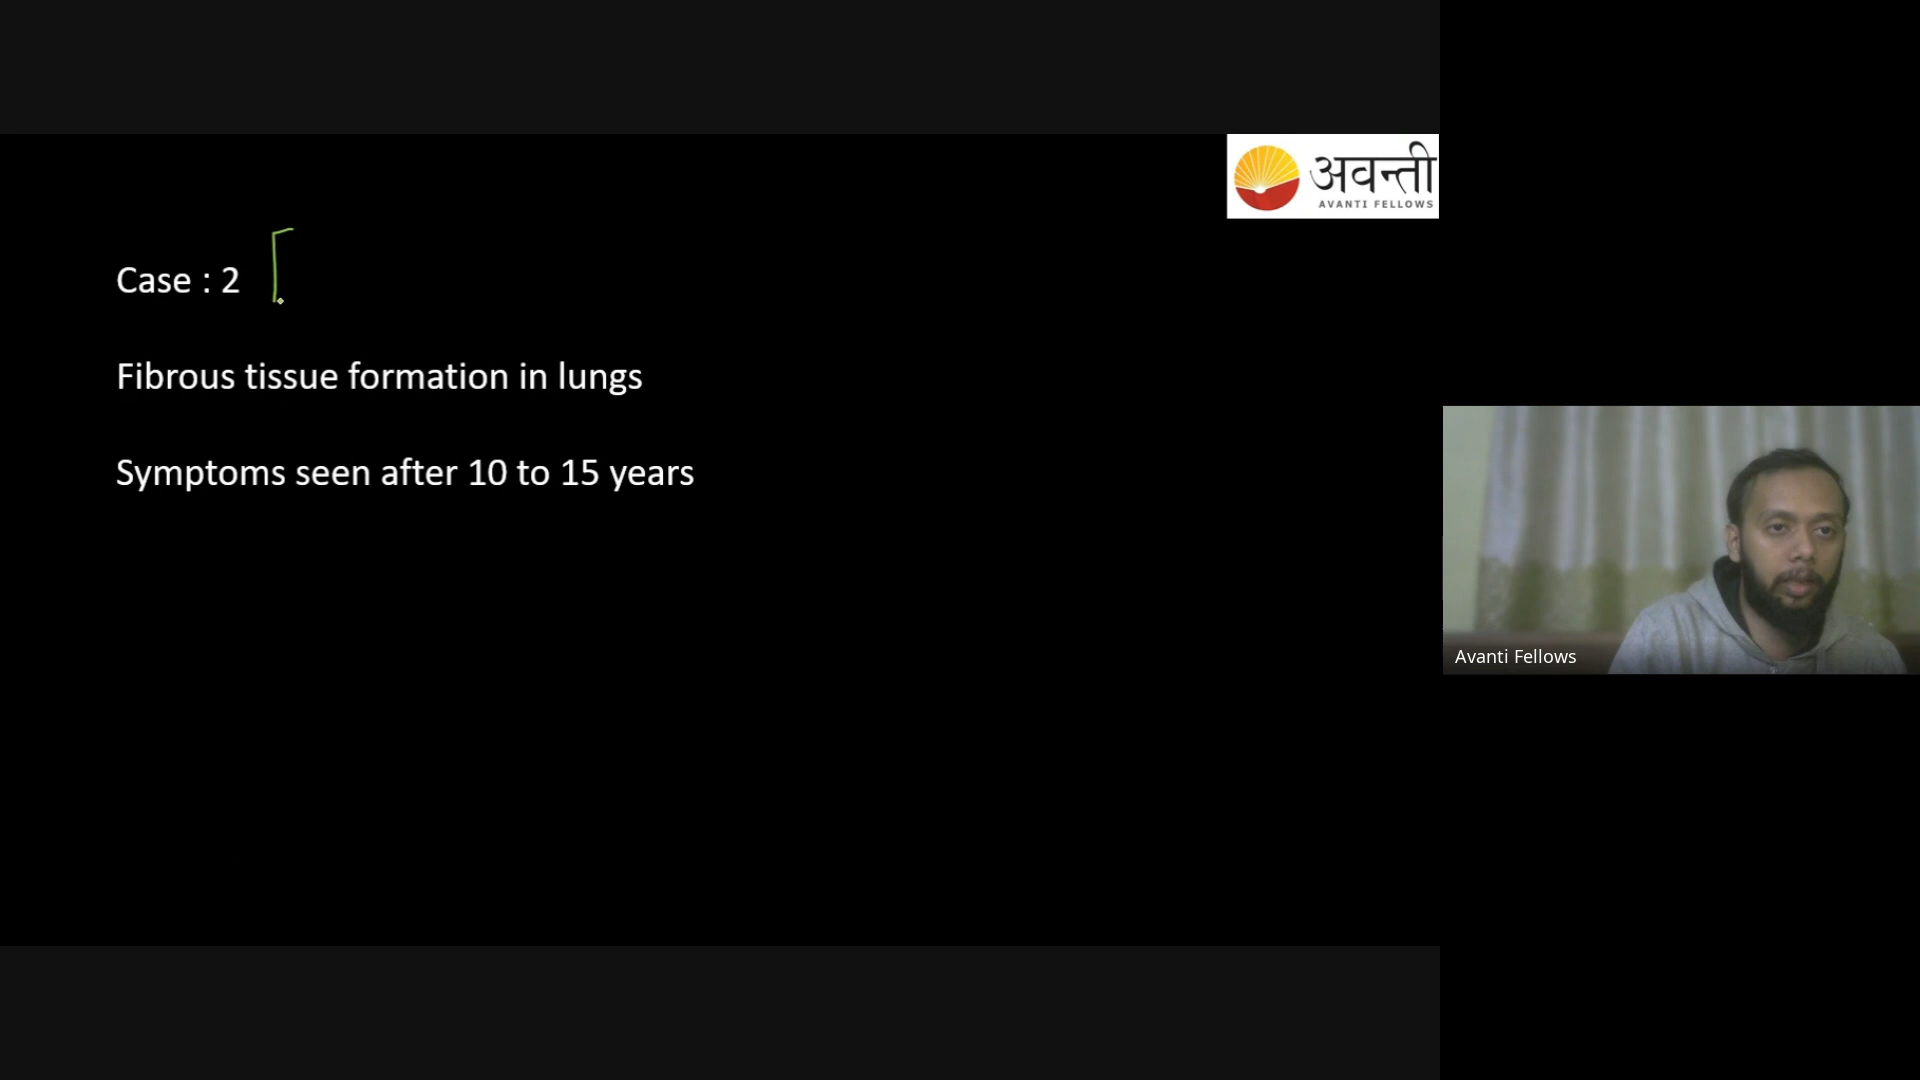 अवन्ती
AVANTI FELLOWS
Case : 2
Fibrous tissue formation in lungs
Symptoms seen after 10 to 15 years
Avanti Fellows